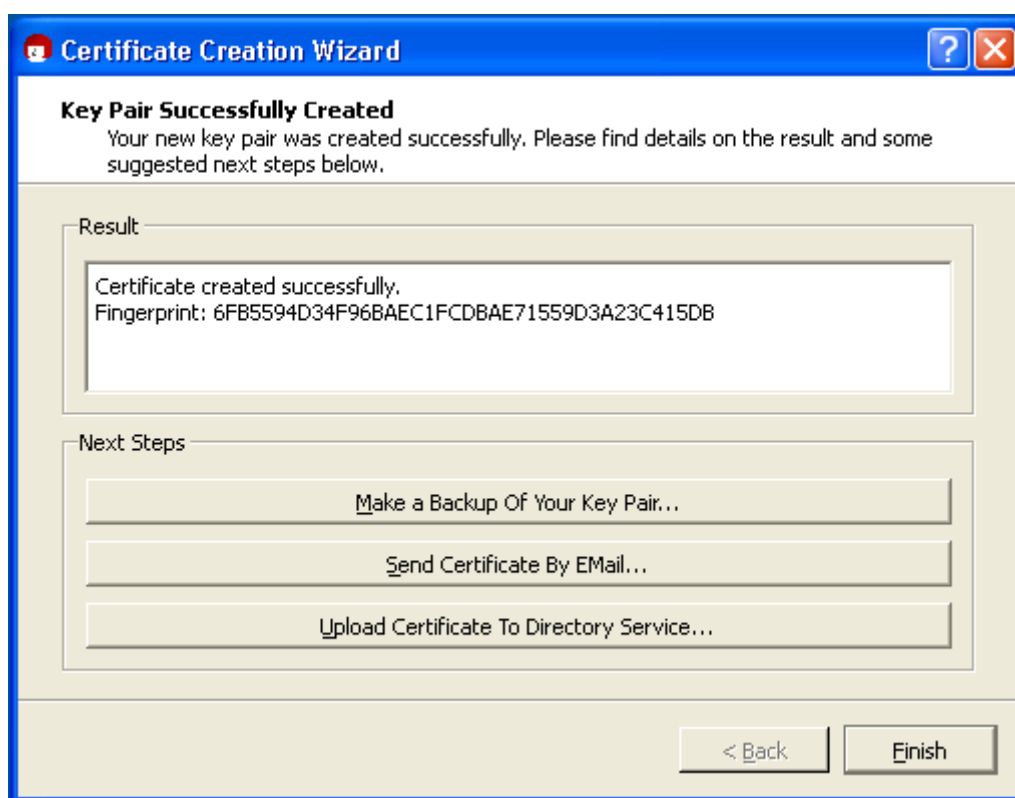 Certificate Creation Wizard
?
Key Pair Successfully Created
Your new key pair was created successfully. Please find details on the result and some
suggested next steps below.
Result
Certificate created successfully.
Fingerprint: 6FB5594D34F96BAEC1FCDBAE71559D3A23C415DB
Next Steps
Make a Backup Of Your Key Pair...
Send Certificate By EMail...
Upload Certificate To Directory Service...
< Back
Finish